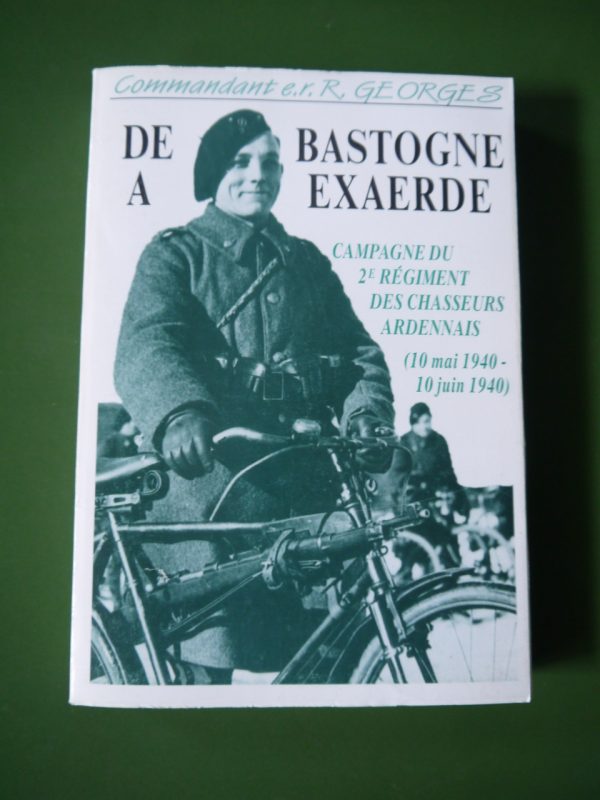 Commandant e.r. R. GEORGES
DE BASTOGNE
A EXAERDE
CAMPAGNE DU
2E RÉGIMENT
DES CHASSEURS
ARDENNAIS
(10 mai 1940 -
10 juin 1940)